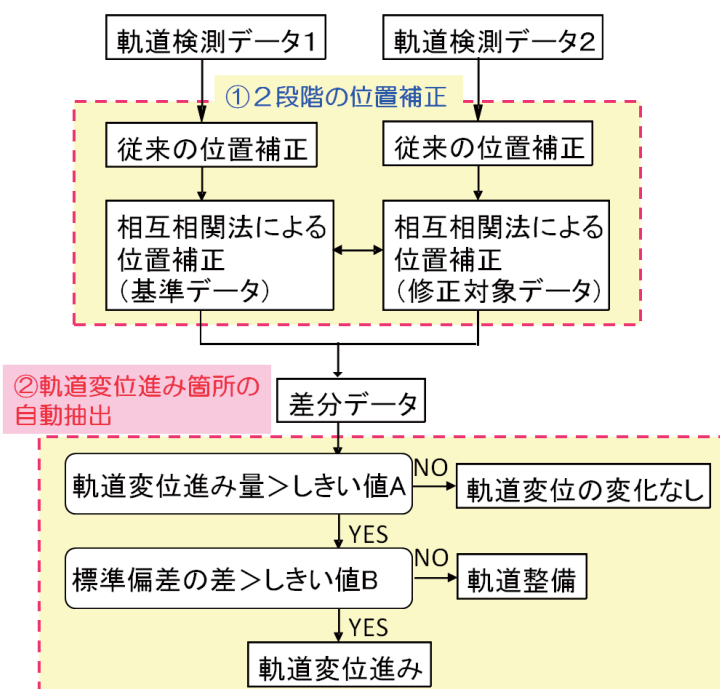 軌道検測データ1
軌道検測データ2
①2段階の位置補正
従来の位置補正
従来の位置補正
相互相関法による
位置補正
(基準データ)
相互相関法による
位置補正
(修正対象データ)
②軌道変位進み箇所の
自動抽出
差分データ
軌道変位進み量>しきい値A
NO
軌道変位の変化なし
YES
標準偏差の差>しきい値B
NO
軌道整備
YES
軌道変位進み